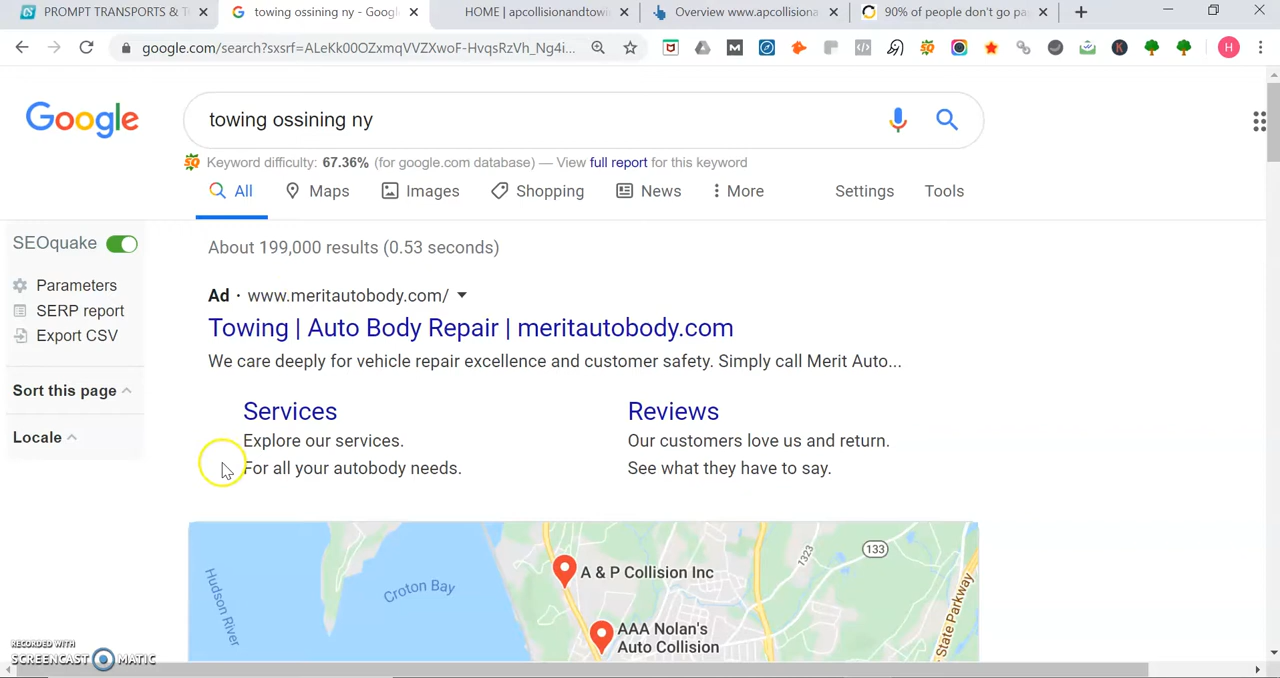 PROMPT TRANSPORTS & T
towing ossining ny - Googl
HOME | apcollisionandtowi
Overview www.apcollisiona
90% of people don't go pa
google.com/search?sxsrf=ALeKk00OZxmqVVZXwoF-HvqsRzVh_Ng4i...
H
Google
towing ossining ny
Keyword difficulty: 67.36% (for google.com database) — View full report for this keyword
All
Maps
Images
Shopping
News
More
Settings
Tools
SEOquake
Parameters
SERP report
Export CSV
Sort this page
Locale
About 199,000 results (0.53 seconds)
Ad · www.meritautobody.com/
Towing | Auto Body Repair | meritautobody.com
We care deeply for vehicle repair excellence and customer safety. Simply call Merit Auto...
Services
Explore our services.
For all your autobody needs.
Reviews
Our customers love us and return.
See what they have to say.
Hudson River
Croton Bay
A & P Collision Inc
AAA Nolan's
Auto Collision
1323
133
State Parkway
RECORDED WITH
SCREENCAST MATIC